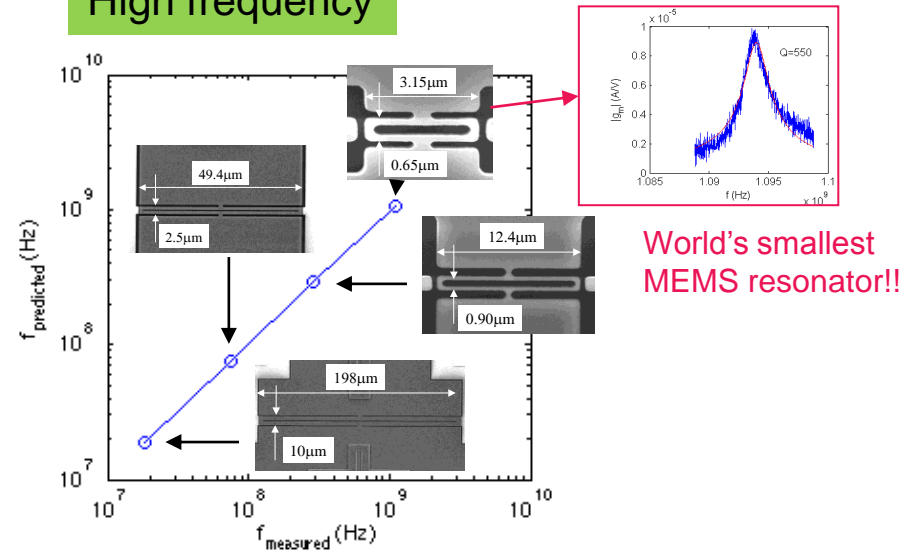 High frequency
10^10
10^9
10^8
10^7
f_predicted (Hz)
10^7
10^8
10^9
10^10
f_measured (Hz)
49.4µm
2.5µm
3.15µm
0.65µm
12.4µm
0.90µm
198µm
10µm
x 10^-5
1
0.8
0.6
0.4
0.2
0
|g_m| (A/V)
Q=550
1.085
1.09
1.095
1.1
f (Hz)
x 10^9
World's smallest
MEMS resonator!!